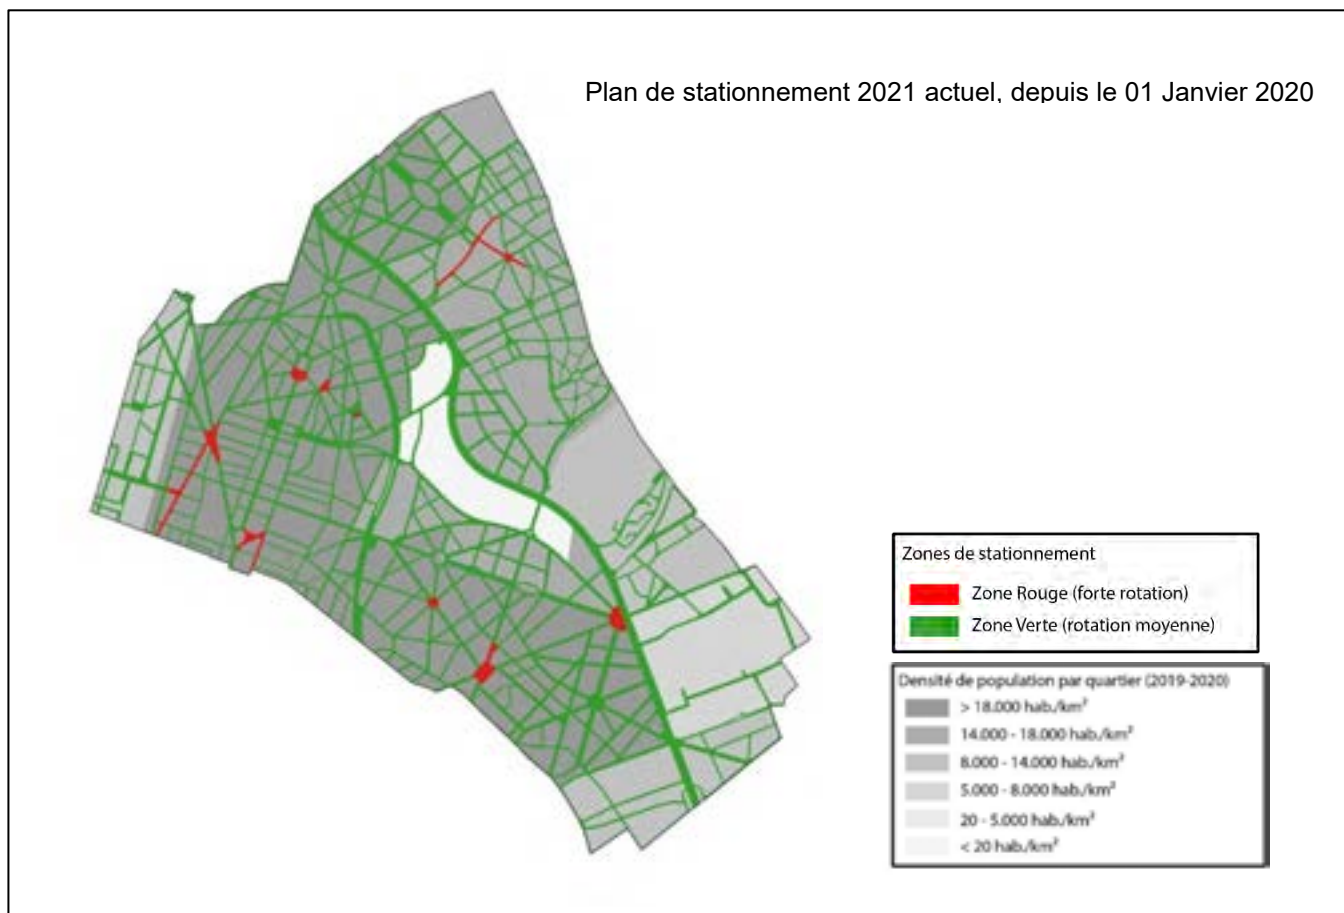 Plan de stationnement 2021 actuel, depuis le 01 Janvier 2020
Zones de stationnement
Zone Rouge (forte rotation)
Zone Verte (rotation moyenne)
Densité de population par quartier (2019-2020)
> 18.000 hab./km²
14.000 - 18.000 hab./km²
8.000 - 14.000 hab./km²
5.000 - 8.000 hab./km²
20 - 5.000 hab./km²
< 20 hab./km²